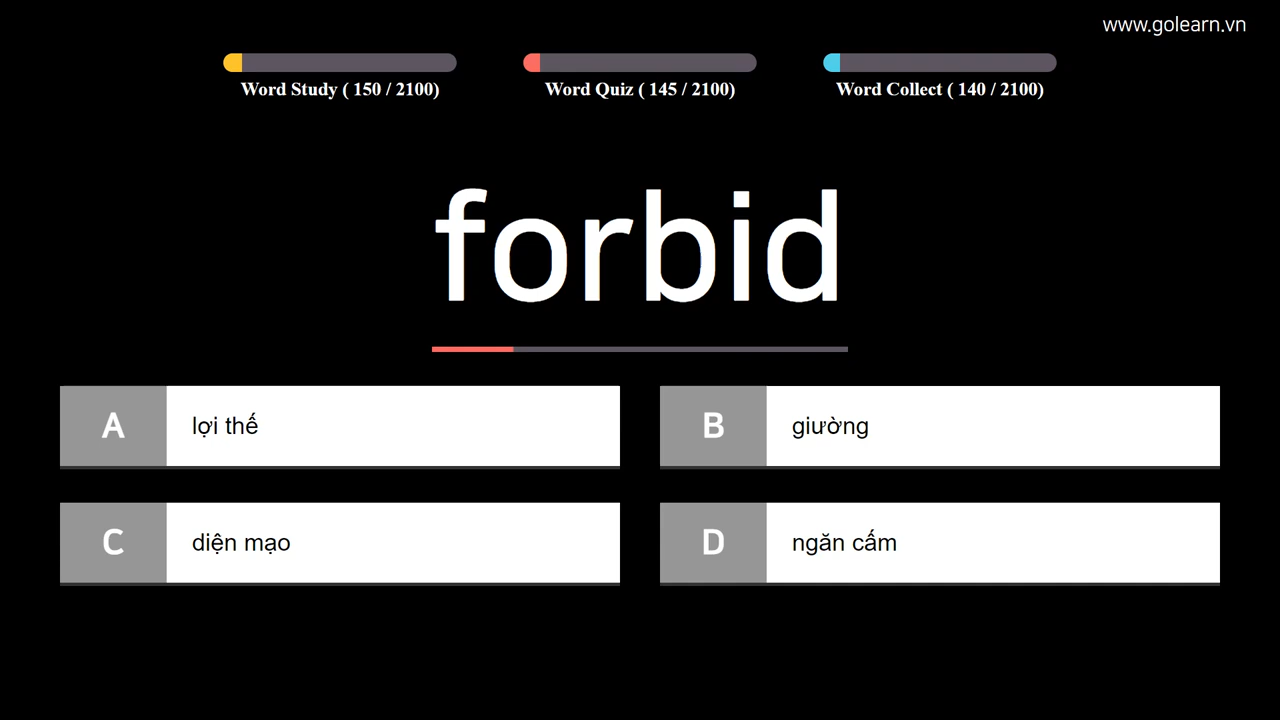 www.golearn.vn
Word Study ( 150 / 2100)
Word Quiz ( 145 / 2100)
Word Collect ( 140 / 2100)
forbid
A lợi thế
B giường
C diện mạo
D ngăn cấm